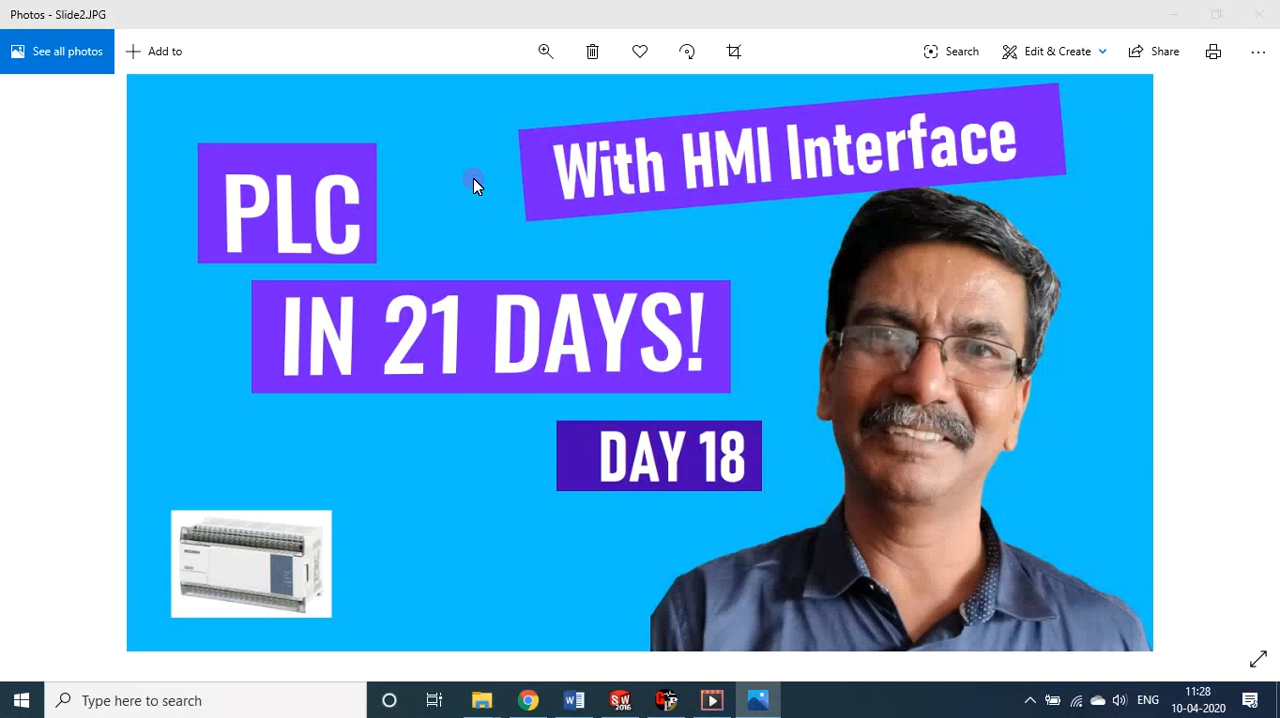 Photos - Slide2.JPG
See all photos
Add to
Search
Edit & Create
Share
With HMI Interface
PLC
IN 21 DAYS!
DAY 18
Type here to search
ENG
11:28
10-04-2020